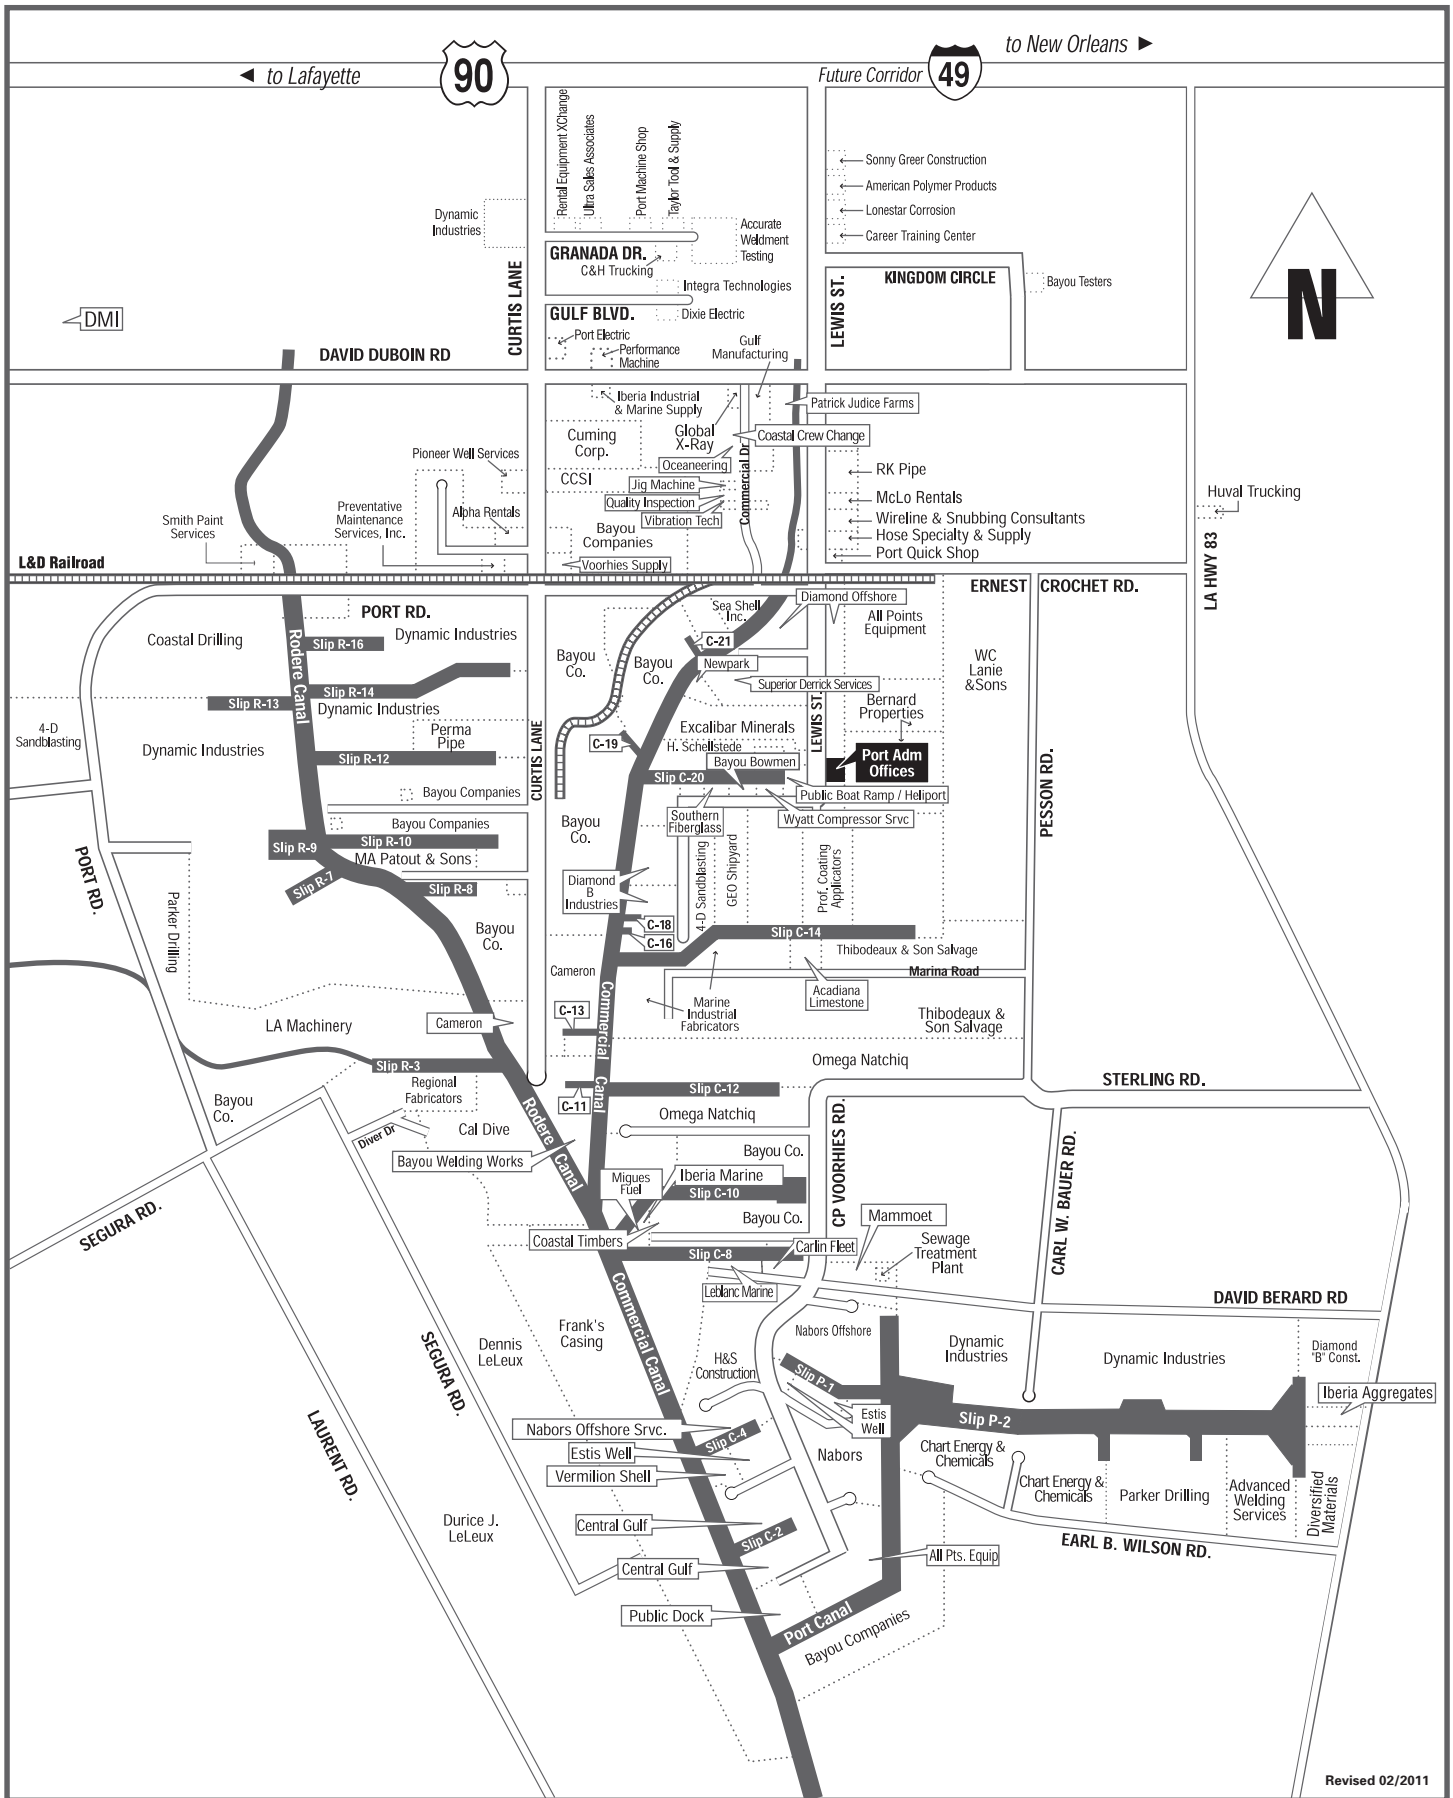 to New Orleans ►
◄ to Lafayette
90
Future Corridor
49
Rental Equipment XChange
Ultra Sales Associates
Port Machine Shop
Taylor Tool & Supply
Sonny Greer Construction
American Polymer Products
Lonestar Corrosion
Career Training Center
Dynamic
Industries
Accurate
Weldment
Testing
GRANADA DR.
C&H Trucking
CURTIS LANE
Integra Technologies
GULF BLVD.
Dixie Electric
LEWIS ST.
KINGDOM CIRCLE
Bayou Testers
N
DMI
Port Electric
Performance
Machine
Gulf
Manufacturing
DAVID DUBOIN RD
Iberia Industrial
& Marine Supply
Patrick Judice Farms
Cuming
Corp.
Global
X-Ray
Coastal Crew Change
Commercial Dr
Pioneer Well Services
Oceaneering
RK Pipe
CCSI
Jig Machine
Quality Inspection
Vibration Tech
McLo Rentals
Huval Trucking
Preventative
Maintenance
Services, Inc.
Alpha Rentals
Smith Paint
Services
Bayou
Companies
Wireline & Snubbing Consultants
Hose Specialty & Supply
Port Quick Shop
Voorhies Supply
L&D Railroad
LA HWY 83
ERNEST CROCHET RD.
PORT RD.
Sea Shell
Inc.
Diamond Offshore
All Points
Equipment
Coastal Drilling
Rodere Canal
Slip R-16
Dynamic Industries
C-21
Bayou
Co.
Bayou
Co.
Newpark
WC
Lanie
&Sons
Slip R-14
Slip R-13
Dynamic Industries
Superior Derrick Services
LEWIS ST.
Bernard
Properties
4-D
Sandblasting
Dynamic Industries
Perma
Pipe
Slip R-12
CURTIS LANE
C-19
Excalibar Minerals
H. Schellstede
Bayou Bowmen
Port Adm
Offices
Slip C-20
PESSON RD.
Bayou Companies
Public Boat Ramp / Heliport
Southern
Fiberglass
Wyatt Compressor Srvc
Bayou Companies
Bayou
Co.
Slip R-10
Slip R-9
MA Patout & Sons
PORT RD.
Slip R-7
Slip R-8
Diamond
B
Industries
4-D Sandblasting
GEO Shipyard
Prof. Coating
Applicators
Parker Drilling
Bayou
Co.
C-18
C-16
Slip C-14
Thibodeaux & Son Salvage
Cameron
Marina Road
Commercial Canal
Acadiana
Limestone
Marine
Industrial
Fabricators
C-13
Thibodeaux &
Son Salvage
LA Machinery
Cameron
Omega Natchiq
Slip R-3
Regional
Fabricators
STERLING RD.
Slip C-12
C-11
Bayou
Co.
Rodere Canal
Omega Natchiq
Cal Dive
Diver Dr
Bayou Welding Works
CP VOORHIES RD.
CARL W. BAUER RD.
Bayou Co.
Migues
Fuel
Iberia Marine
Slip C-10
Bayou Co.
Mammoet
SEGURA RD.
Coastal Timbers
Carlin Fleet
Sewage
Treatment
Plant
Slip C-8
Leblanc Marine
Commercial Canal
DAVID BERARD RD
Frank's
Casing
Nabors Offshore
Dennis
LeLeux
SEGURA RD.
Dynamic
Industries
Dynamic Industries
Diamond
"B" Const.
H&S
Construction
Slip P-1
Iberia Aggregates
Estis
Well
Slip P-2
LAURENT RD.
Nabors Offshore Srvc.
Slip C-4
Estis Well
Nabors
Chart Energy &
Chemicals
Vermilion Shell
Chart Energy &
Chemicals
Parker Drilling
Advanced
Welding
Services
Diversified
Materials
Durice J.
LeLeux
Central Gulf
Slip C-2
EARL B. WILSON RD.
All Pts. Equip
Central Gulf
Public Dock
Port Canal
Bayou Companies
Revised 02/2011